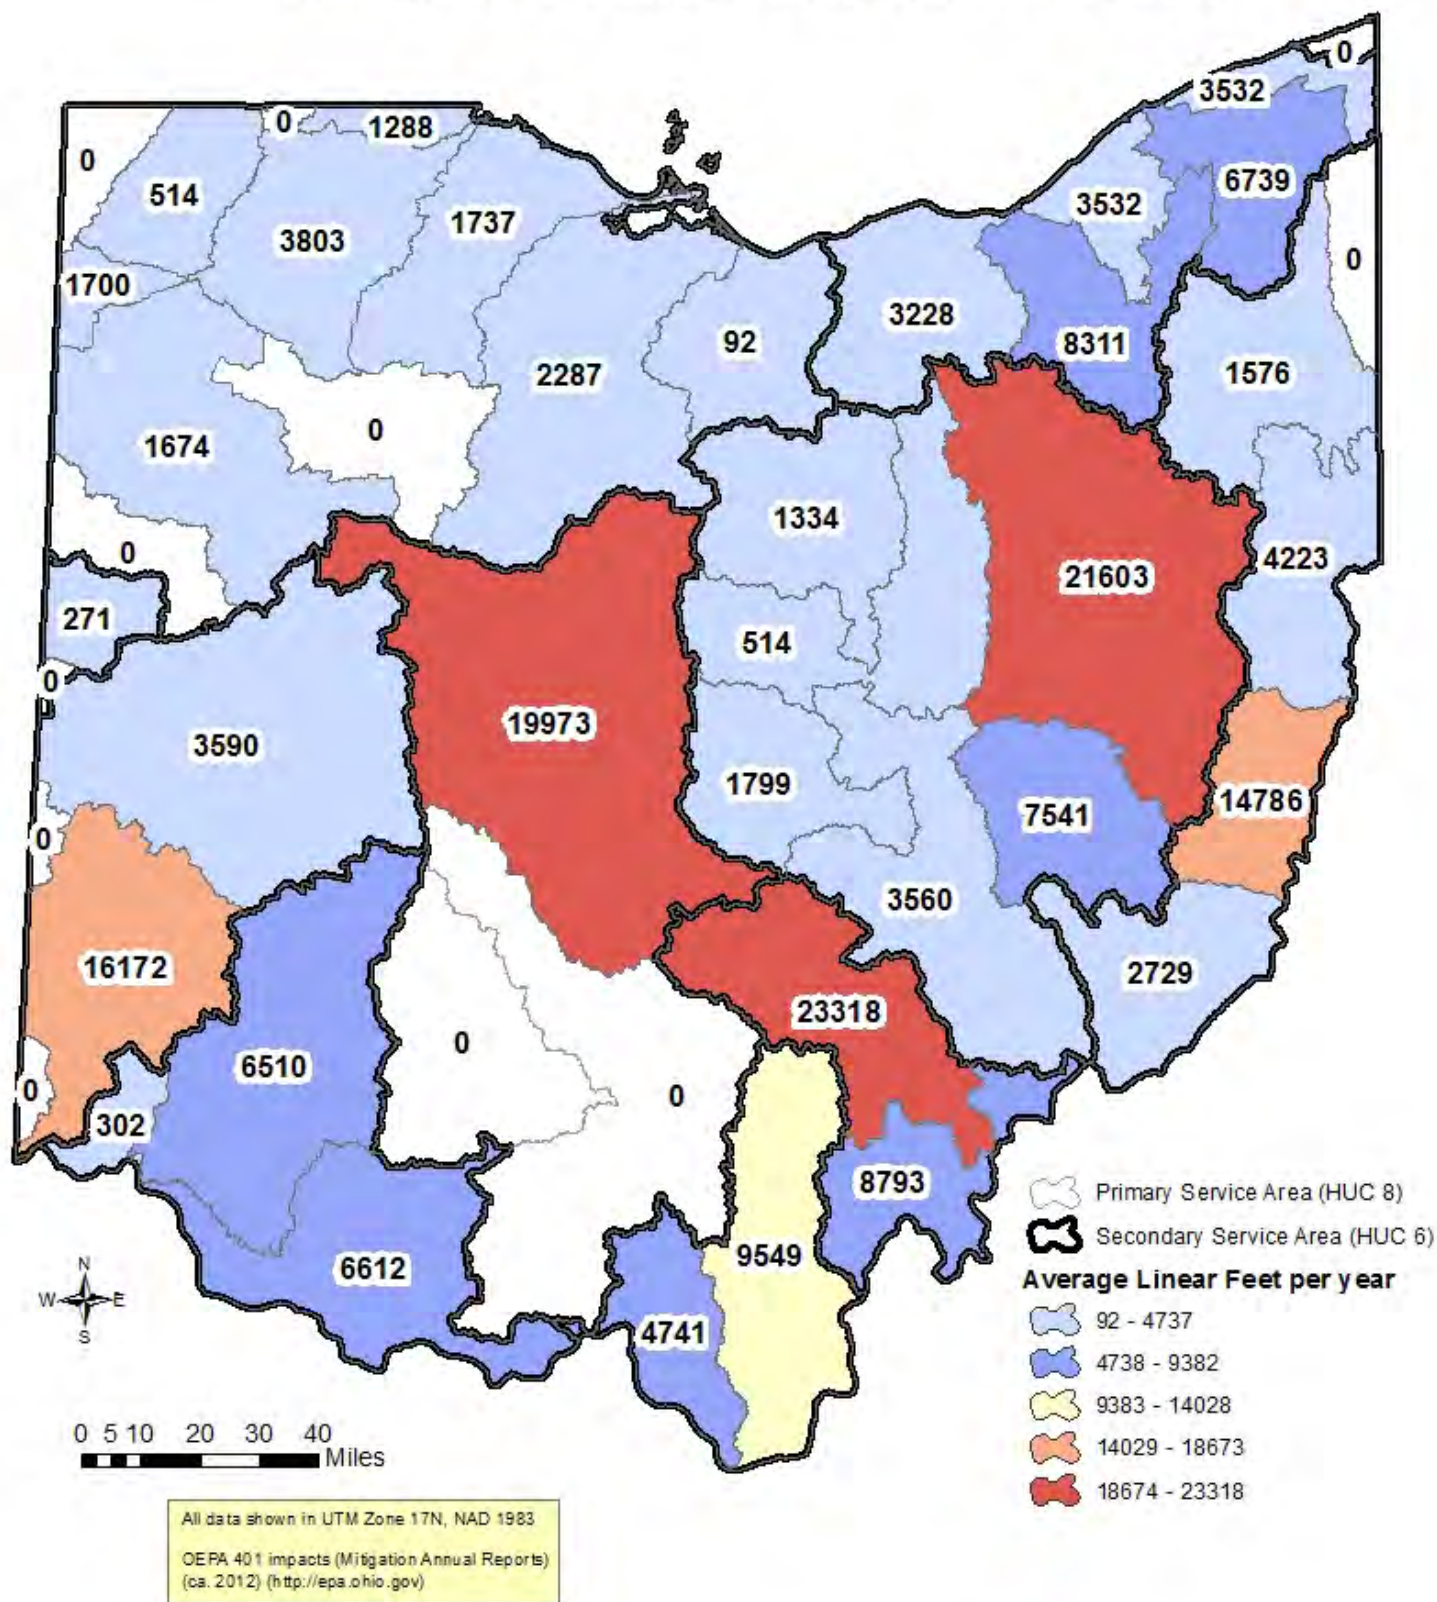 0
3532
0
1288
0
514
3803
1737
3532
6739
0
1700
3228
8311
92
2287
1576
0
1674
1334
21603
4223
0
271
514
0
19973
3590
1799
7541
14786
0
3560
16172
2729
23318
0
6510
0
0
302
8793
9549
6612
4741
N
W E
S
0 5 10 20 30 40
Miles
Primary Service Area (HUC 8)
Secondary Service Area (HUC 6)
Average Linear Feet per year
92 - 4737
4738 - 9382
9383 - 14028
14029 - 18673
18674 - 23318
All data shown in UTM Zone 17N, NAD 1983
OEPA 401 impacts (Mitigation Annual Reports)
(ca. 2012) (http://epa.ohio.gov)